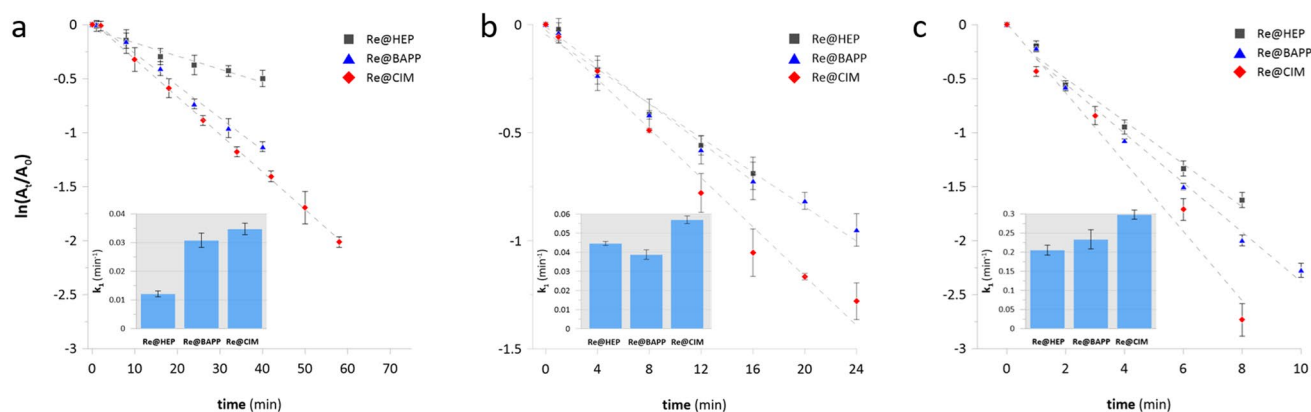 a
b
c
Re@HEP
Re@BAPP
Re@CIM
Re@HEP
Re@BAPP
Re@CIM
Re@HEP
Re@BAPP
Re@CIM
ln(At/A0)
0
-0.5
-1
-1.5
-2
-2.5
-3
0
-0.5
-1
-1.5
0
-0.5
-1
-1.5
-2
-2.5
-3
k1 (min-1)
0.04
0.03
0.02
0.01
0
Re@HEP Re@BAPP Re@CIM
k1 (min-1)
0.06
0.05
0.04
0.03
0.02
0.01
0
Re@HEP Re@BAPP Re@CIM
k1 (min-1)
0.3
0.25
0.2
0.15
0.1
0.05
0
Re@HEP Re@BAPP Re@CIM
0 10 20 30 40 50 60 70
0 4 8 12 16 20 24
0 2 4 6 8 10
time (min)
time (min)
time (min)